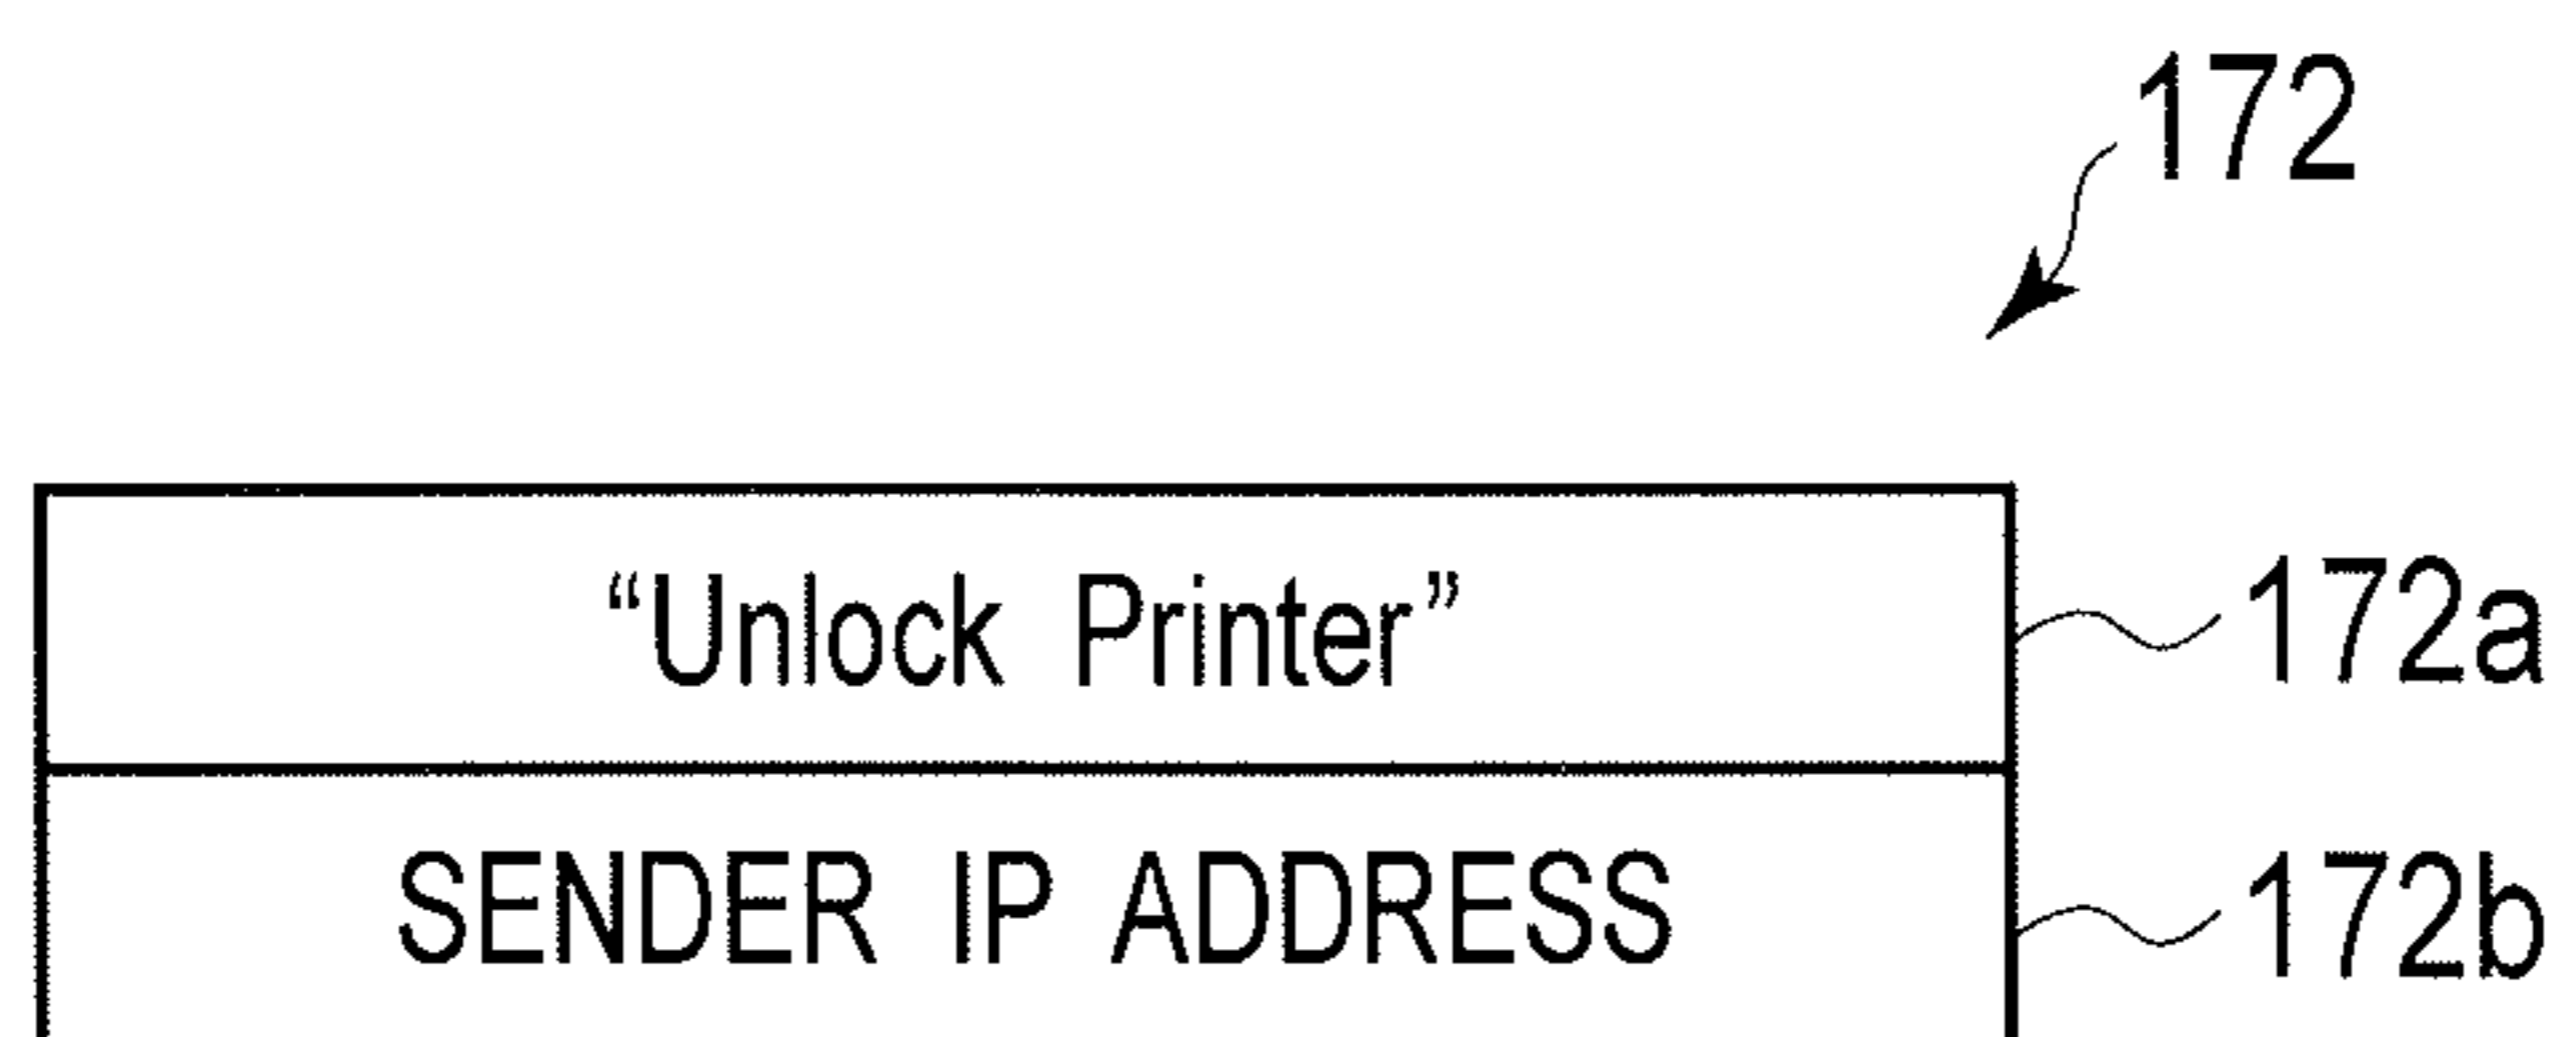 172
“Unlock Printer” 172a
SENDER IP ADDRESS 172b